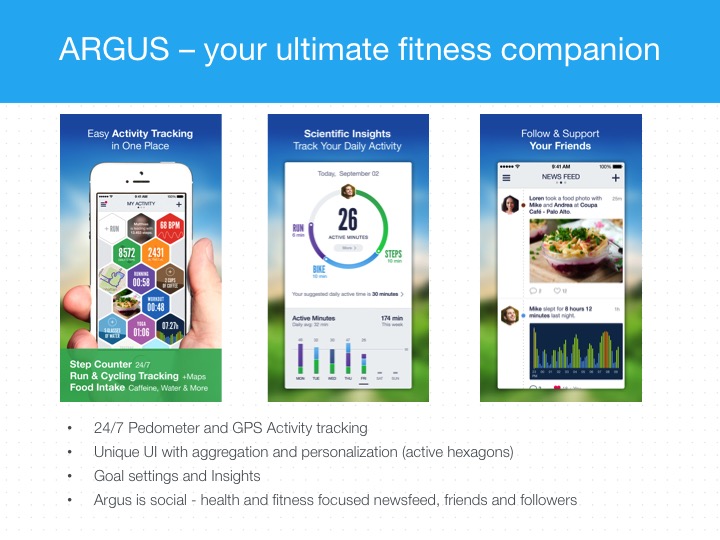 ARGUS – your ultimate fitness companion
Easy Activity Tracking
in One Place
9:41 AM
MY ACTIVITY
+ RUN
68 BPM
8572
2431
RUNNING
00:58
2 CUPS
OF COFFEE
WORKOUT
00:48
3 GLASSES
OF WATER
YOGA
01:06
07:27h
Step Counter 24/7
Run & Cycling Tracking +Maps
Food Intake Caffeine, Water & More
Scientific Insights
Track Your Daily Activity
Today, September 02
26
ACTIVE MINUTES
More >
RUN
6 min
STEPS
10 min
BIKE
10 min
Your suggested daily active time is 30 minutes >
Active Minutes
Daily avg: 32 min
174 min
This week
MON TUE WED THU FRI SAT SUN
Follow & Support
Your Friends
9:41 AM
100%
NEWS FEED
Loren took a food photo with
Mike and Andrea at Coupa
Café - Palo Alto.
25m
Mike slept for 8 hours 12
minutes last night.
1h
• 24/7 Pedometer and GPS Activity tracking
• Unique UI with aggregation and personalization (active hexagons)
• Goal settings and Insights
• Argus is social - health and fitness focused newsfeed, friends and followers